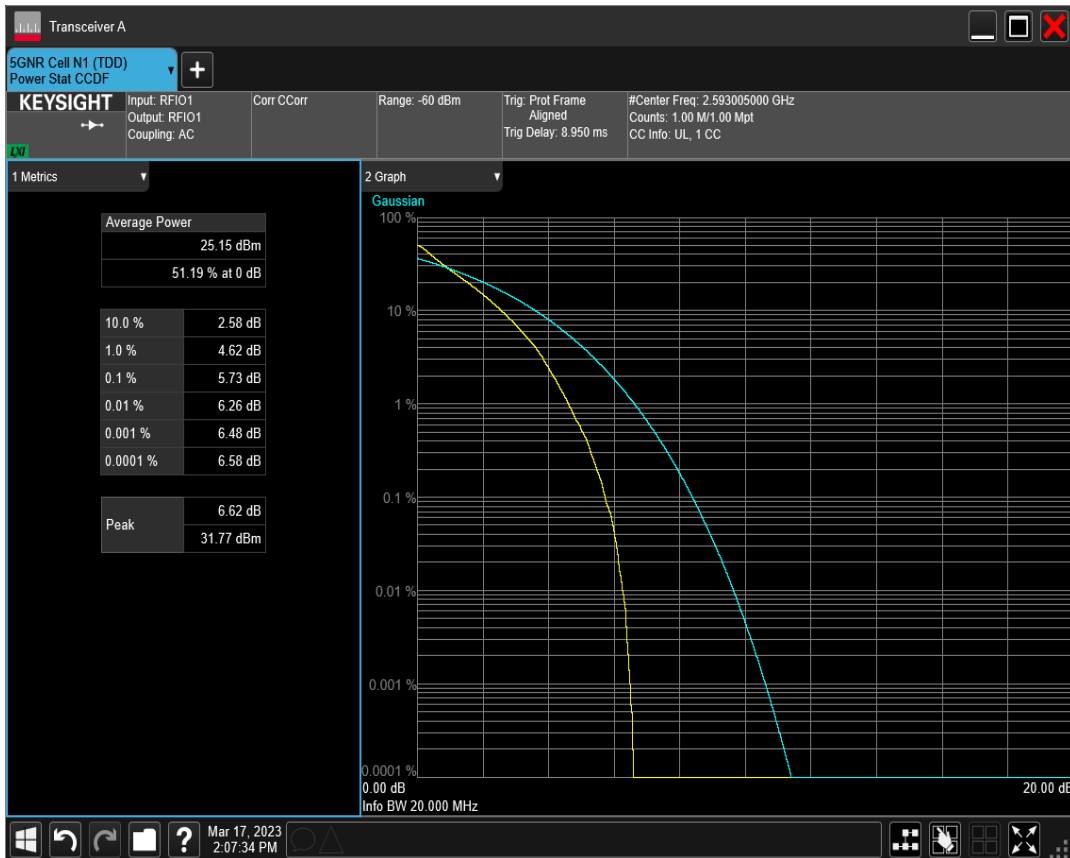 Transceiver A
5GNR Cell N1 (TDD)
Power Stat CCDF
+
KEYSIGHT
LXI
Input: RFIO1
Output: RFIO1
Coupling: AC
Corr CCorr
Range: -60 dBm
Trig: Prot Frame
Aligned
Trig Delay: 8.950 ms
#Center Freq: 2.593005000 GHz
Counts: 1.00 M/1.00 Mpt
CC Info: UL, 1 CC
1 Metrics
Average Power
25.15 dBm
51.19 % at 0 dB
10.0 % 2.58 dB
1.0 % 4.62 dB
0.1 % 5.73 dB
0.01 % 6.26 dB
0.001 % 6.48 dB
0.0001 % 6.58 dB
Peak 6.62 dB
31.77 dBm
2 Graph
Gaussian
100 %
10 %
1 %
0.1 %
0.01 %
0.001 %
0.0001 %
0.00 dB 20.00 dB
Info BW 20.000 MHz
?
Mar 17, 2023
2:07:34 PM